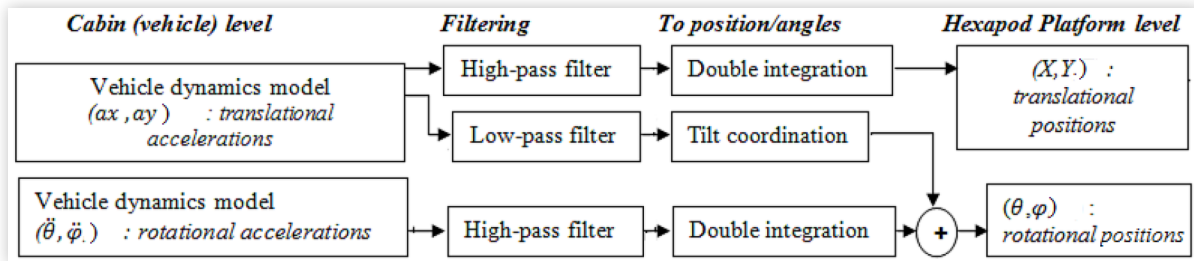 Cabin (vehicle) level Filtering To position/angles Hexapod Platform level
Vehicle dynamics model
(ax ,ay ) : translational
accelerations
High-pass filter
Double integration
(X,Y.) :
translational
positions
Low-pass filter
Tilt coordination
Vehicle dynamics model
(θ̈, φ̈.) : rotational accelerations
High-pass filter
Double integration
+
(θ,φ) :
rotational positions